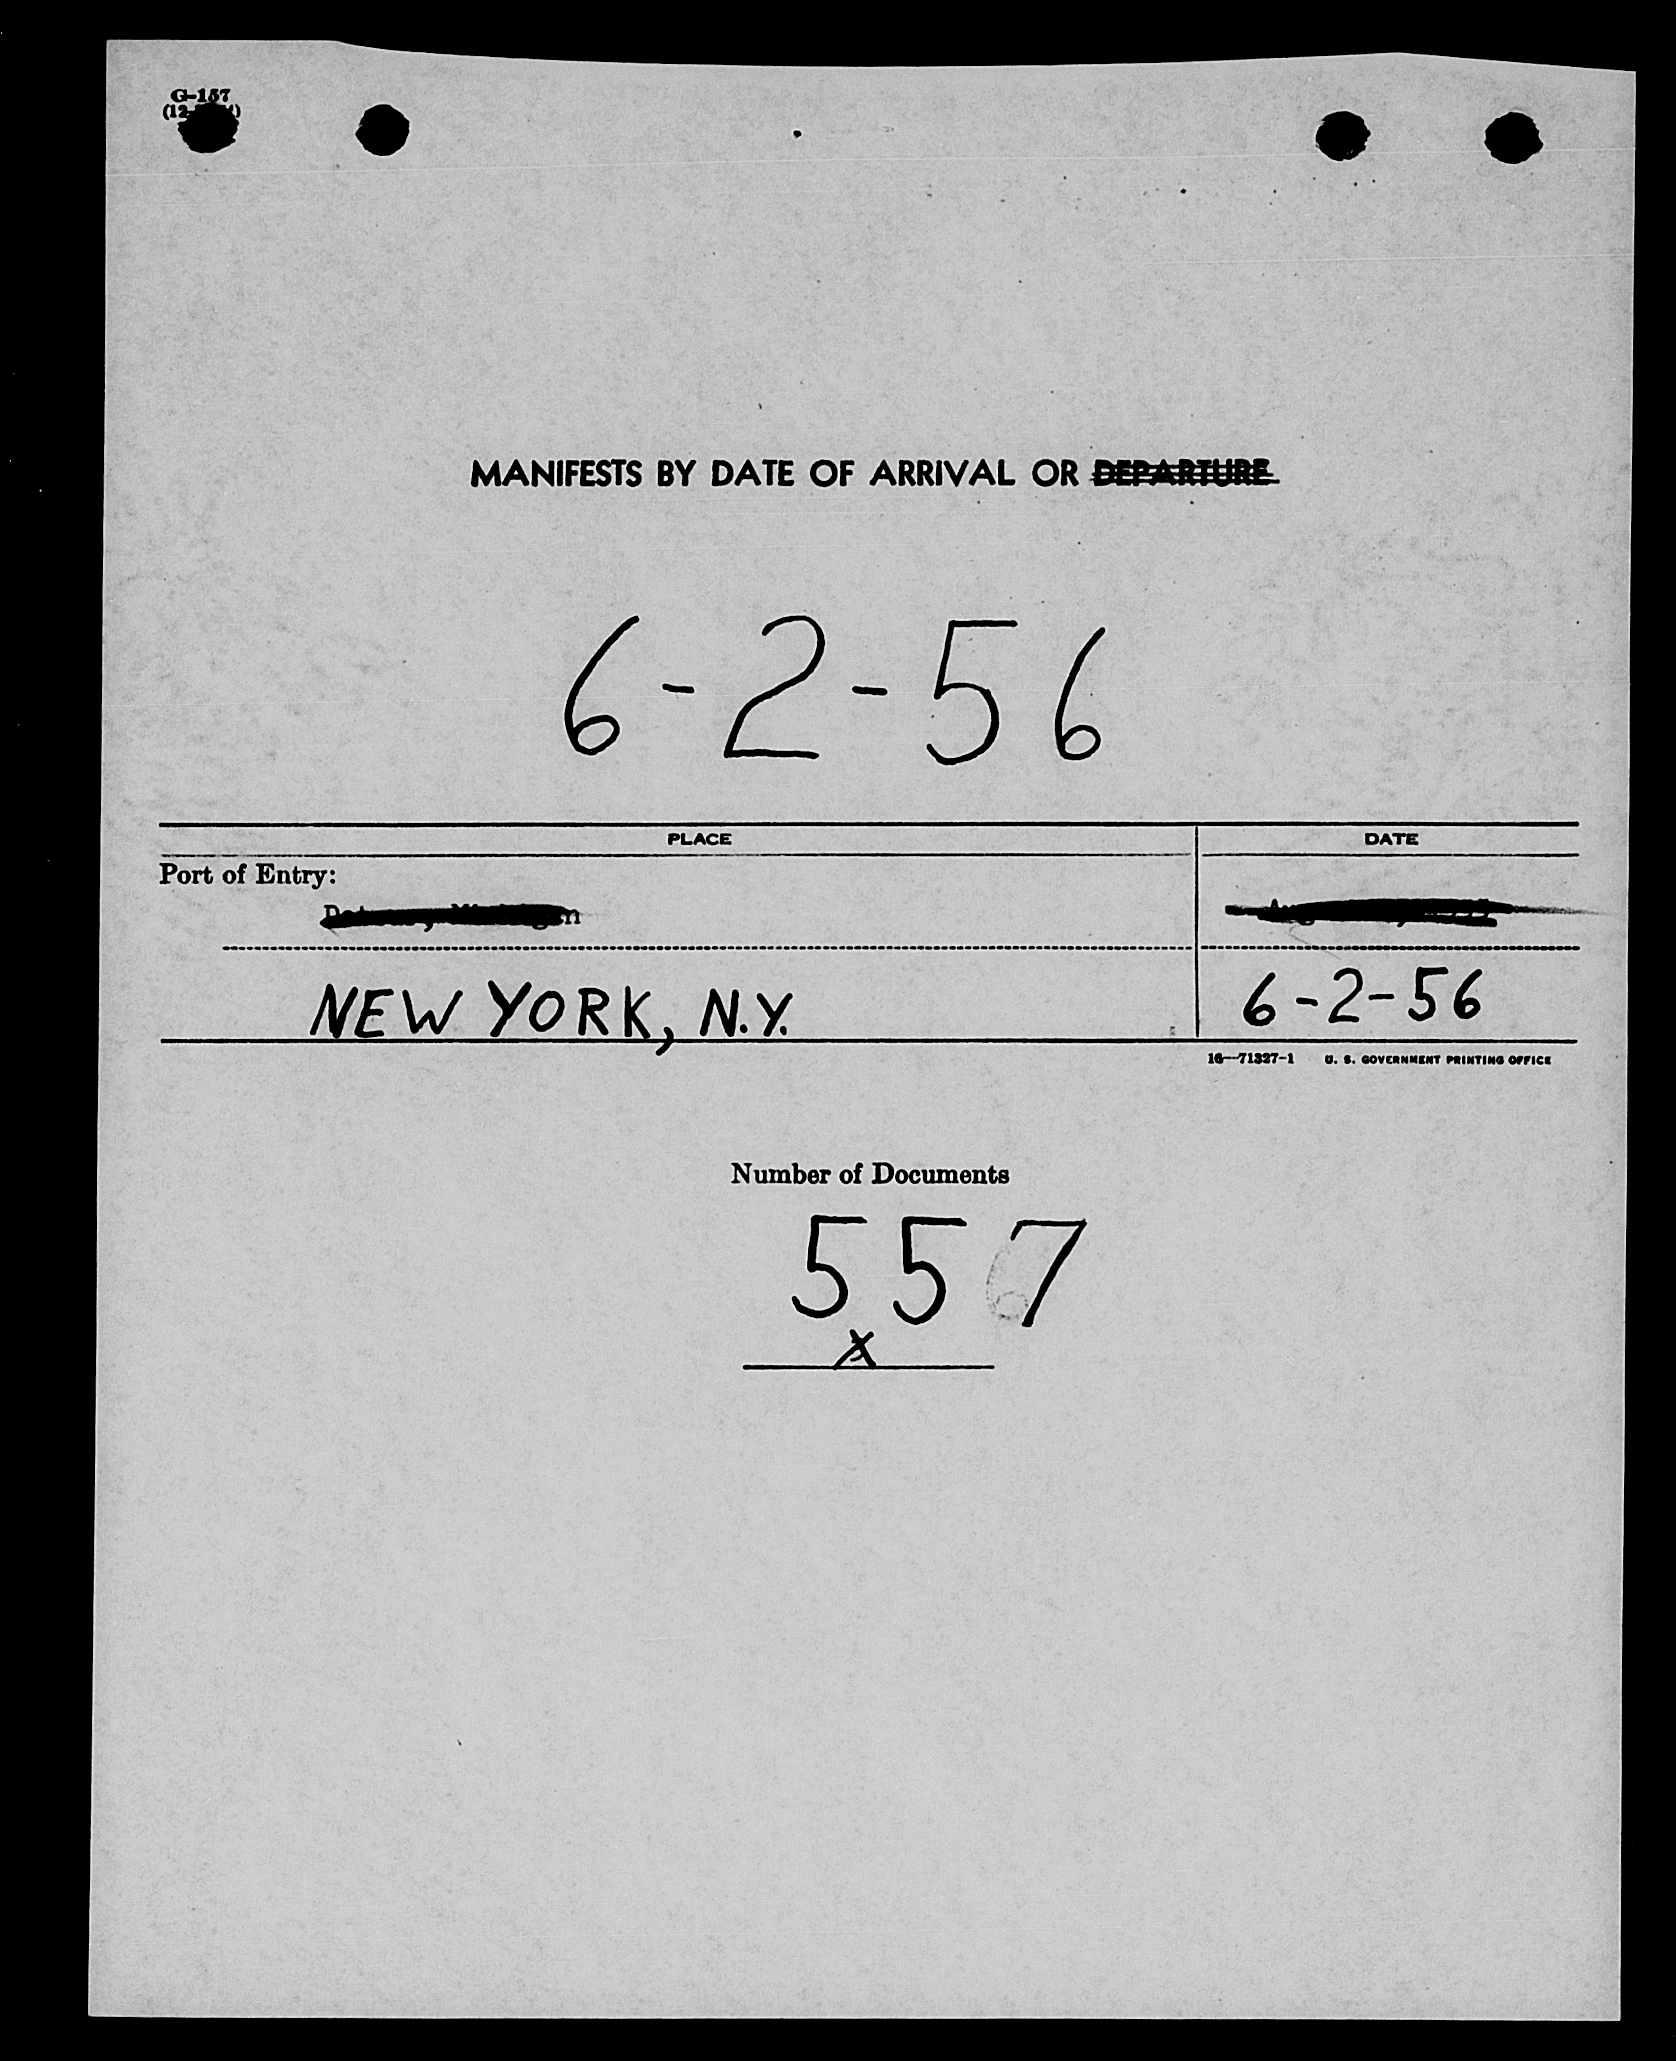 G-157
MANIFESTS BY DATE OF ARRIVAL OR DEPARTURE
6-2-56
PLACE
DATE
Port of Entry:
NEW YORK, N.Y.
6-2-56
16—71327-1 U. S. GOVERNMENT PRINTING OFFICE
Number of Documents
557
x